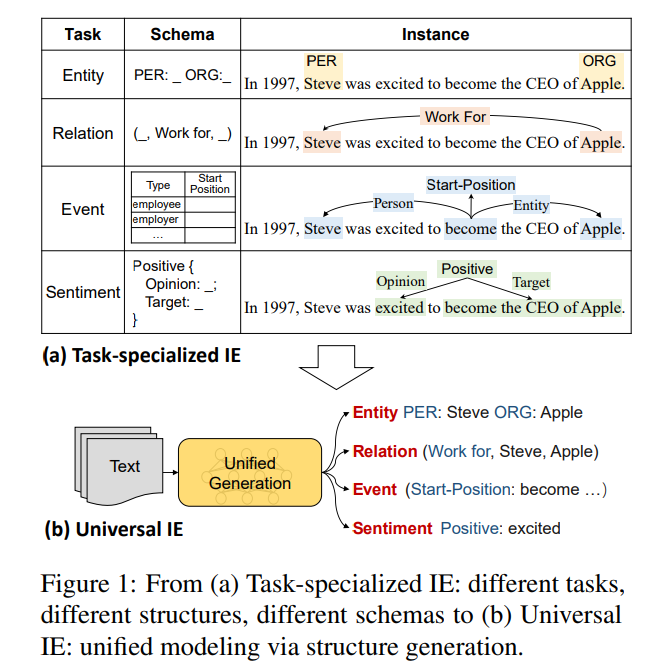 Task Schema Instance
PER ORG
Entity PER: _ ORG:_ In 1997, Steve was excited to become the CEO of Apple.
Work For
Relation (_, Work for, _) In 1997, Steve was excited to become the CEO of Apple.
Type Start Position
employee
employer
...
Start-Position
Person Entity
Event In 1997, Steve was excited to become the CEO of Apple.
Positive {
Opinion: _;
Target: _
}
Positive
Opinion Target
Sentiment In 1997, Steve was excited to become the CEO of Apple.
(a) Task-specialized IE
Text
Unified
Generation
Entity PER: Steve ORG: Apple
Relation (Work for, Steve, Apple)
Event (Start-Position: become ...)
Sentiment Positive: excited
(b) Universal IE
Figure 1: From (a) Task-specialized IE: different tasks,
different structures, different schemas to (b) Universal
IE: unified modeling via structure generation.